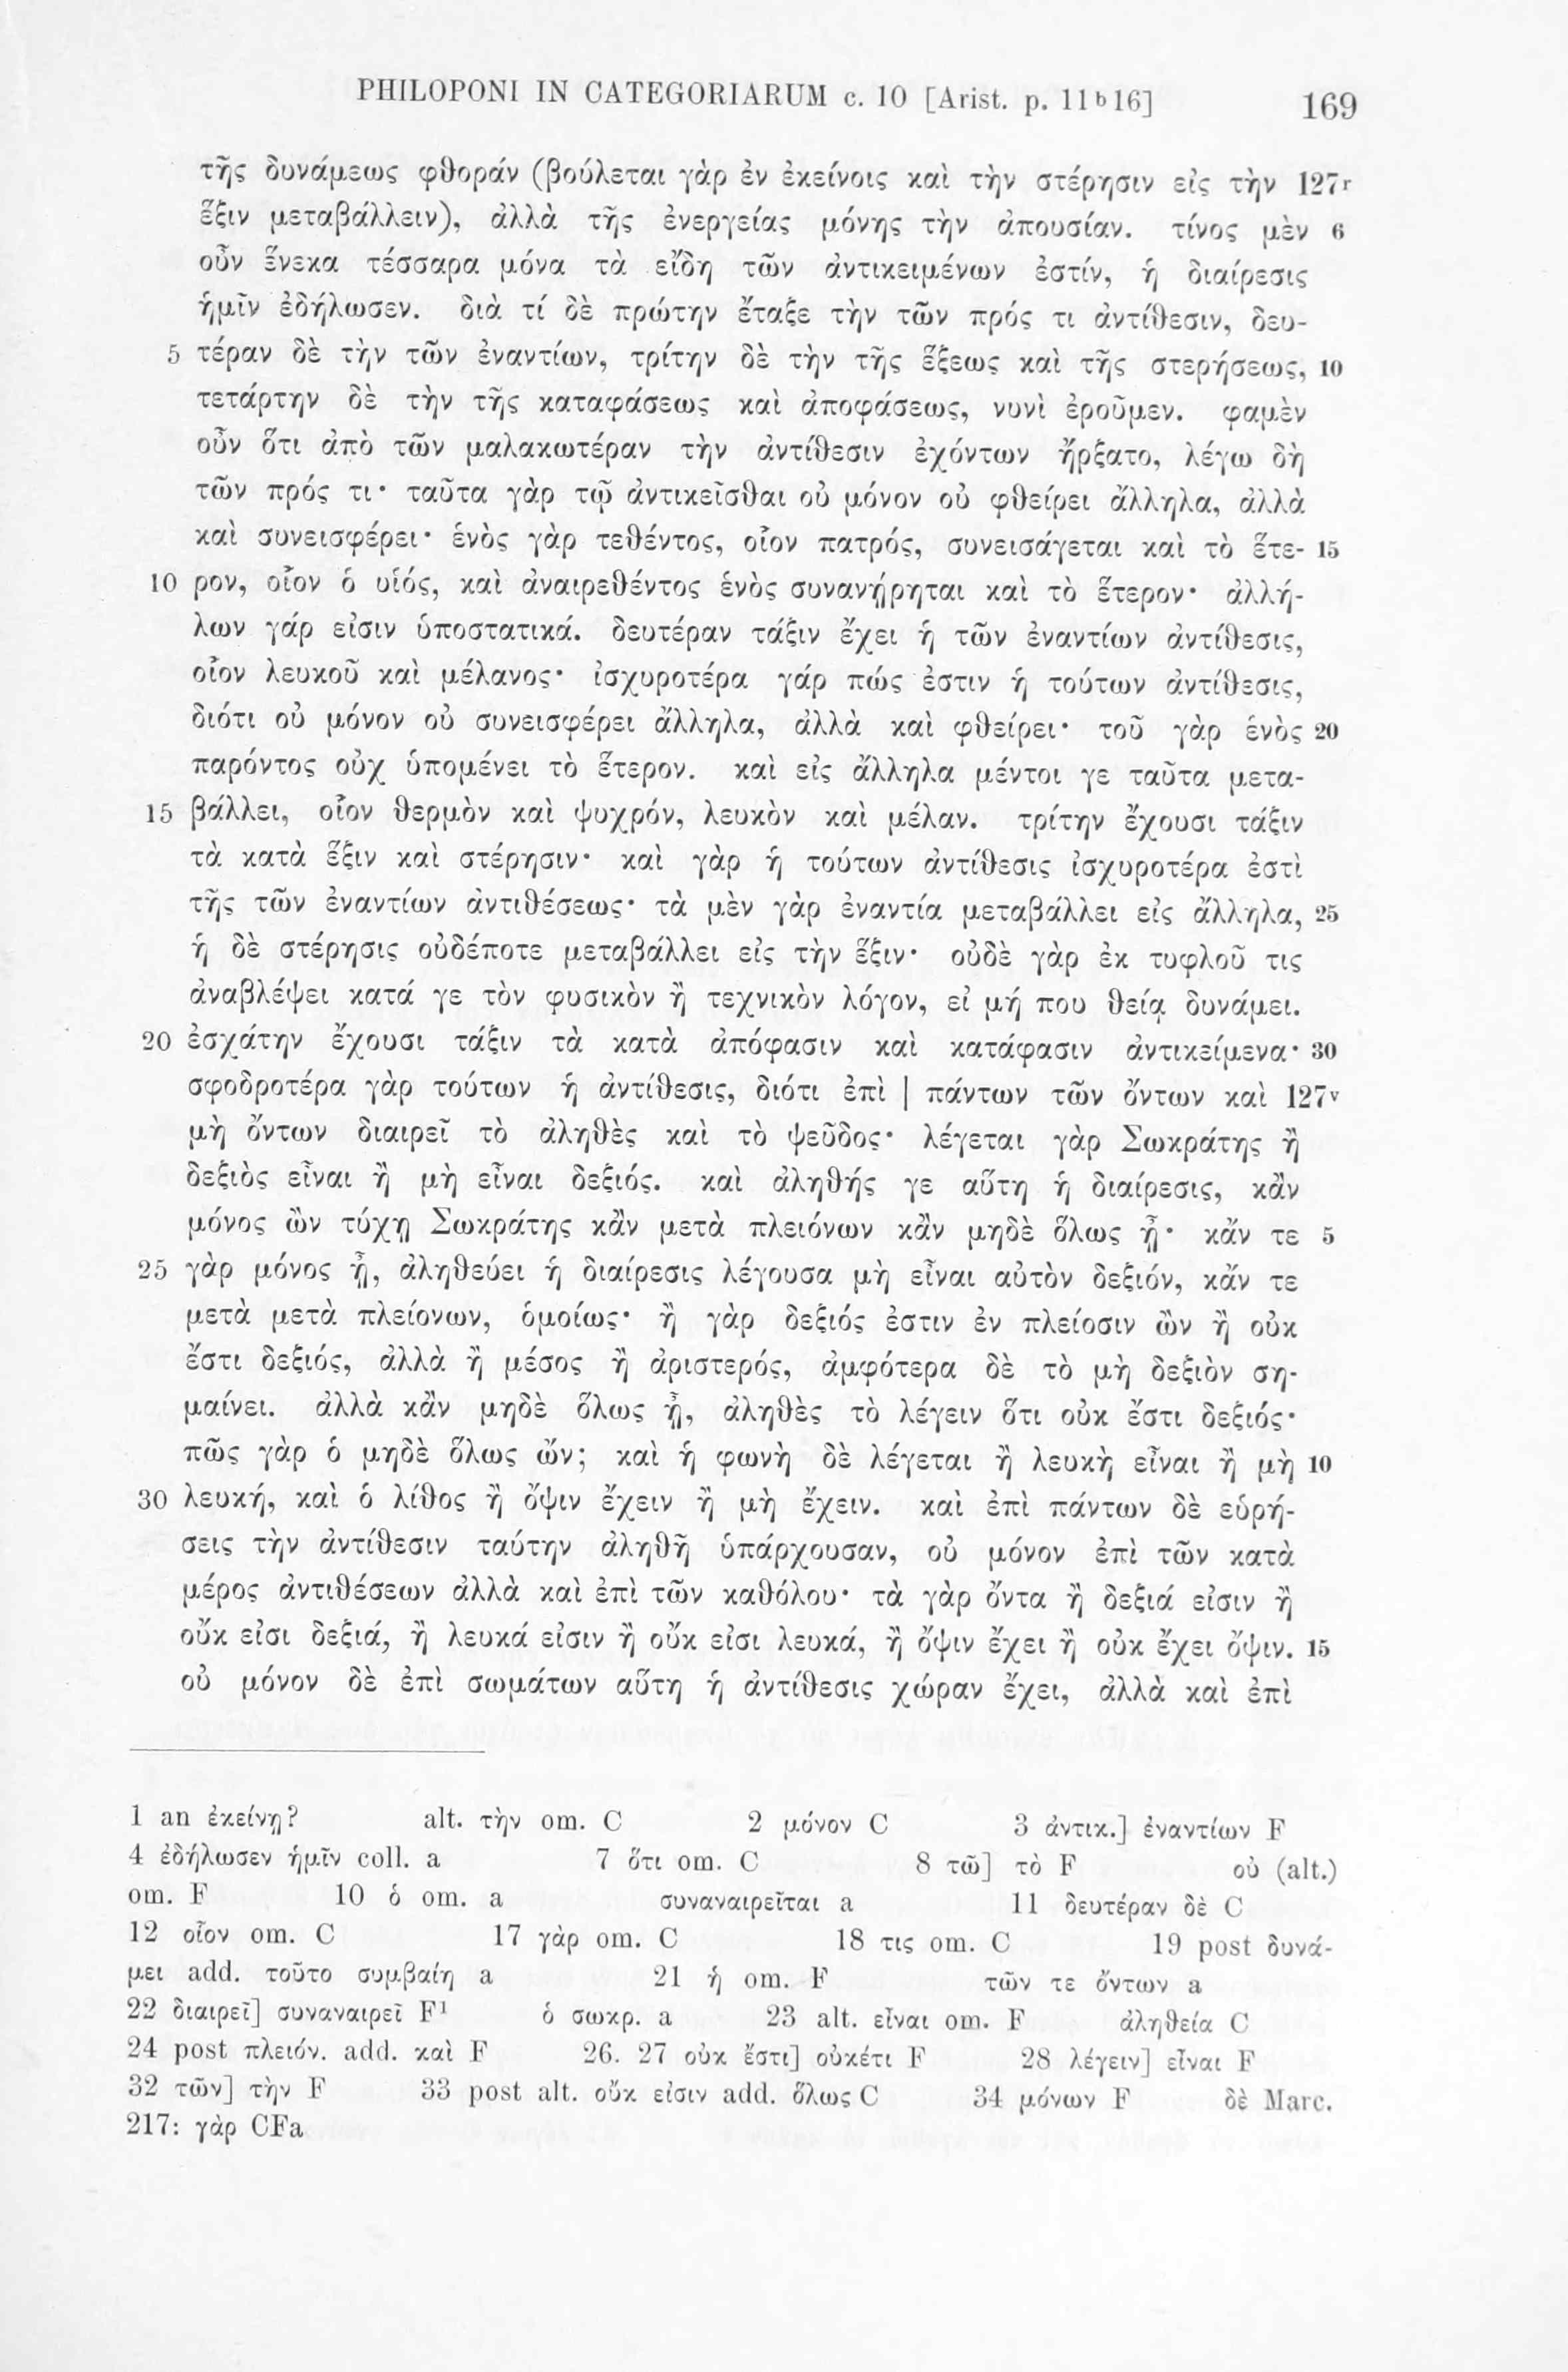 PHILOPONI IN CATEGORIARUM c. 10 [Arist. p. 11ᵇ16] 169
τῆς δυνάμεως φθοράν (βούλεται γὰρ ἐν ἐκείνοις καὶ τὴν στέρησιν εἰς τὴν 127ʳ
ἕξιν μεταβάλλειν), ἀλλὰ τῆς ἐνεργείας μόνης τὴν ἀπουσίαν. τίνος μὲν 6
οὖν ἕνεκα τέσσαρα μόνα τὰ εἴδη τῶν ἀντικειμένων ἐστίν, ἡ διαίρεσις
ἡμῖν ἐδήλωσεν. διὰ τί δὲ πρώτην ἔταξε τὴν τῶν πρός τι ἀντίθεσιν, δευ-
5 τέραν δὲ τὴν τῶν ἐναντίων, τρίτην δὲ τὴν τῆς ἕξεως καὶ τῆς στερήσεως, 10
τετάρτην δὲ τὴν τῆς καταφάσεως καὶ ἀποφάσεως, νυνὶ ἐροῦμεν. φαμὲν
οὖν ὅτι ἀπὸ τῶν μαλακωτέραν τὴν ἀντίθεσιν ἐχόντων ἤρξατο, λέγω δὴ
τῶν πρός τι· ταῦτα γὰρ τῷ ἀντικεῖσθαι οὐ μόνον οὐ φθείρει ἄλληλα, ἀλλὰ
καὶ συνεισφέρει· ἑνὸς γὰρ τεθέντος, οἷον πατρός, συνεισάγεται καὶ τὸ ἕτε- 15
10 ρον, οἷον ὁ υἱός, καὶ ἀναιρεθέντος ἑνὸς συνανῄρηται καὶ τὸ ἕτερον· ἀλλή-
λων γάρ εἰσιν ὑποστατικά. δευτέραν τάξιν ἔχει ἡ τῶν ἐναντίων ἀντίθεσις,
οἷον λευκοῦ καὶ μέλανος· ἰσχυροτέρα γάρ πώς ἐστιν ἡ τούτων ἀντίθεσις,
διότι οὐ μόνον οὐ συνεισφέρει ἄλληλα, ἀλλὰ καὶ φθείρει· τοῦ γὰρ ἑνὸς 20
παρόντος οὐχ ὑπομένει τὸ ἕτερον. καὶ εἰς ἄλληλα μέντοι γε ταῦτα μετα-
15 βάλλει, οἷον θερμὸν καὶ ψυχρόν, λευκὸν καὶ μέλαν. τρίτην ἔχουσι τάξιν
τὰ κατὰ ἕξιν καὶ στέρησιν· καὶ γὰρ ἡ τούτων ἀντίθεσις ἰσχυροτέρα ἐστὶ
τῆς τῶν ἐναντίων ἀντιθέσεως· τὰ μὲν γὰρ ἐναντία μεταβάλλει εἰς ἄλληλα, 25
ἡ δὲ στέρησις οὐδέποτε μεταβάλλει εἰς τὴν ἕξιν· οὐδὲ γὰρ ἐκ τυφλοῦ τις
ἀναβλέψει κατά γε τὸν φυσικὸν ἢ τεχνικὸν λόγον, εἰ μή που θείᾳ δυνάμει.
20 ἐσχάτην ἔχουσι τάξιν τὰ κατὰ ἀπόφασιν καὶ κατάφασιν ἀντικείμενα· 30
σφοδροτέρα γὰρ τούτων ἡ ἀντίθεσις, διότι ἐπὶ | πάντων τῶν ὄντων καὶ 127ᵛ
μὴ ὄντων διαιρεῖ τὸ ἀληθὲς καὶ τὸ ψεῦδος· λέγεται γὰρ Σωκράτης ἢ
δεξιὸς εἶναι ἢ μὴ εἶναι δεξιός. καὶ ἀληθής γε αὕτη ἡ διαίρεσις, κἂν
μόνος ὢν τύχῃ Σωκράτης κἂν μετὰ πλειόνων κἂν μηδὲ ὅλως ᾖ· κἄν τε 5
25 γὰρ μόνος ᾖ, ἀληθεύει ἡ διαίρεσις λέγουσα μὴ εἶναι αὐτὸν δεξιόν, κἄν τε
μετὰ μετὰ πλείονων, ὁμοίως· ἢ γὰρ δεξιός ἐστιν ἐν πλείοσιν ὢν ἢ οὐκ
ἔστι δεξιός, ἀλλὰ ἢ μέσος ἢ ἀριστερός, ἀμφότερα δὲ τὸ μὴ δεξιὸν ση-
μαίνει. ἀλλὰ κἂν μηδὲ ὅλως ᾖ, ἀληθὲς τὸ λέγειν ὅτι οὐκ ἔστι δεξιός·
πῶς γὰρ ὁ μηδὲ ὅλως ὤν; καὶ ἡ φωνὴ δὲ λέγεται ἢ λευκὴ εἶναι ἢ μὴ 10
30 λευκή, καὶ ὁ λίθος ἢ ὄψιν ἔχειν ἢ μὴ ἔχειν. καὶ ἐπὶ πάντων δὲ εὑρή-
σεις τὴν ἀντίθεσιν ταύτην ἀληθῆ ὑπάρχουσαν, οὐ μόνον ἐπὶ τῶν κατὰ
μέρος ἀντιθέσεων ἀλλὰ καὶ ἐπὶ τῶν καθόλου· τὰ γὰρ ὄντα ἢ δεξιά εἰσιν ἢ
οὔκ εἰσι δεξιά, ἢ λευκά εἰσιν ἢ οὔκ εἰσι λευκά, ἢ ὄψιν ἔχει ἢ οὐκ ἔχει ὄψιν. 15
οὐ μόνον δὲ ἐπὶ σωμάτων αὕτη ἡ ἀντίθεσις χώραν ἔχει, ἀλλὰ καὶ ἐπὶ
1 an ἐκείνῃ? alt. τὴν om. C 2 μόνον C 3 ἀντικ.] ἐναντίων F
4 ἐδήλωσεν ἡμῖν coll. a 7 ὅτι om. C 8 τῶ] τὸ F οὐ (alt.)
om. F 10 ὁ om. a συναναιρεῖται a 11 δευτέραν δὲ C
12 οἷον om. C 17 γὰρ om. C 18 τις om. C 19 post δυνά-
μει add. τοῦτο συμβαίη a 21 ἡ om. F τῶν τε ὄντων a
22 διαιρεῖ] συναναιρεῖ F¹ ὁ σωκρ. a 23 alt. εἶναι om. F ἀληθεία C
24 post πλειόν. add. καὶ F 26. 27 οὐκ ἔστι] οὐκέτι F 28 λέγειν] εἶναι F
32 τῶν] τὴν F 33 post alt. οὔκ εἰσιν add. ὅλως C 34 μόνων F δὲ Marc.
217: γὰρ CFa